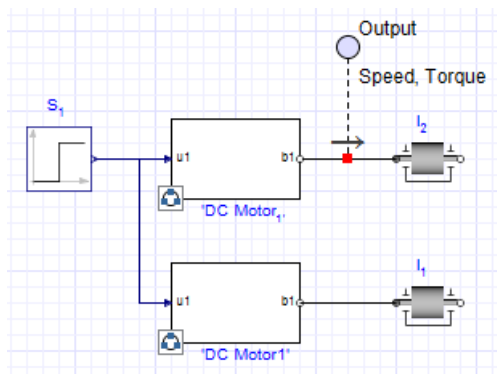 Output
Speed, Torque
S₁
I₂
u1
b1
'DC Motor₁'
I₁
u1
b1
'DC Motor1'